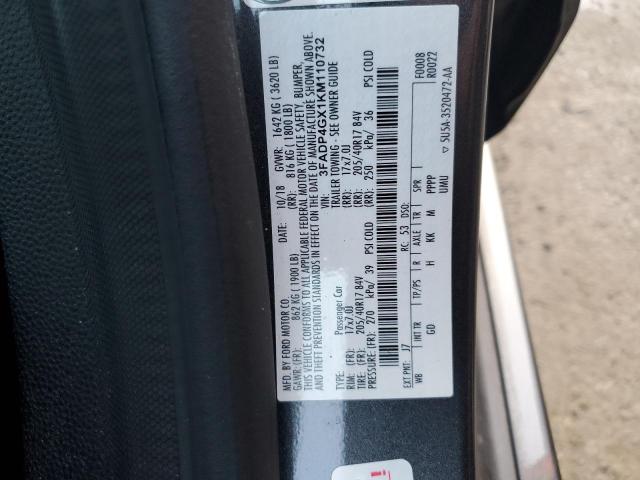 MFD. BY FORD MOTOR CO.
DATE: 10/18 GVWR: 1642 KG ( 3620 LB)
GAWR:(FR): 862 KG ( 1900 LB) (RR): 816 KG ( 1800 LB)
THIS VEHICLE CONFORMS TO ALL APPLICABLE FEDERAL MOTOR VEHICLE SAFETY, BUMPER,
AND THEFT PREVENTION STANDARDS IN EFFECT ON THE DATE OF MANUFACTURE SHOWN ABOVE.
VIN: 3FADP4GX1KM110732
TYPE: Passenger Car TRAILER TOWING - SEE OWNER GUIDE
RIM: (FR): 17x7.0J (RR): 17x7.0J
TIRE: (FR): 205/40R17 84V (RR): 205/40R17 84V
PRESSURE: (FR): 270 kPa/ 39 PSI COLD (RR): 250 kPa/ 36 PSI COLD
EXT PNT: J7 RC: 53 DSO: F0008
WB INT TR TP/PS R AXLE TR SPR R0022
GD H KK M PPPP
UMU
▽ SU5A-3520472-AA